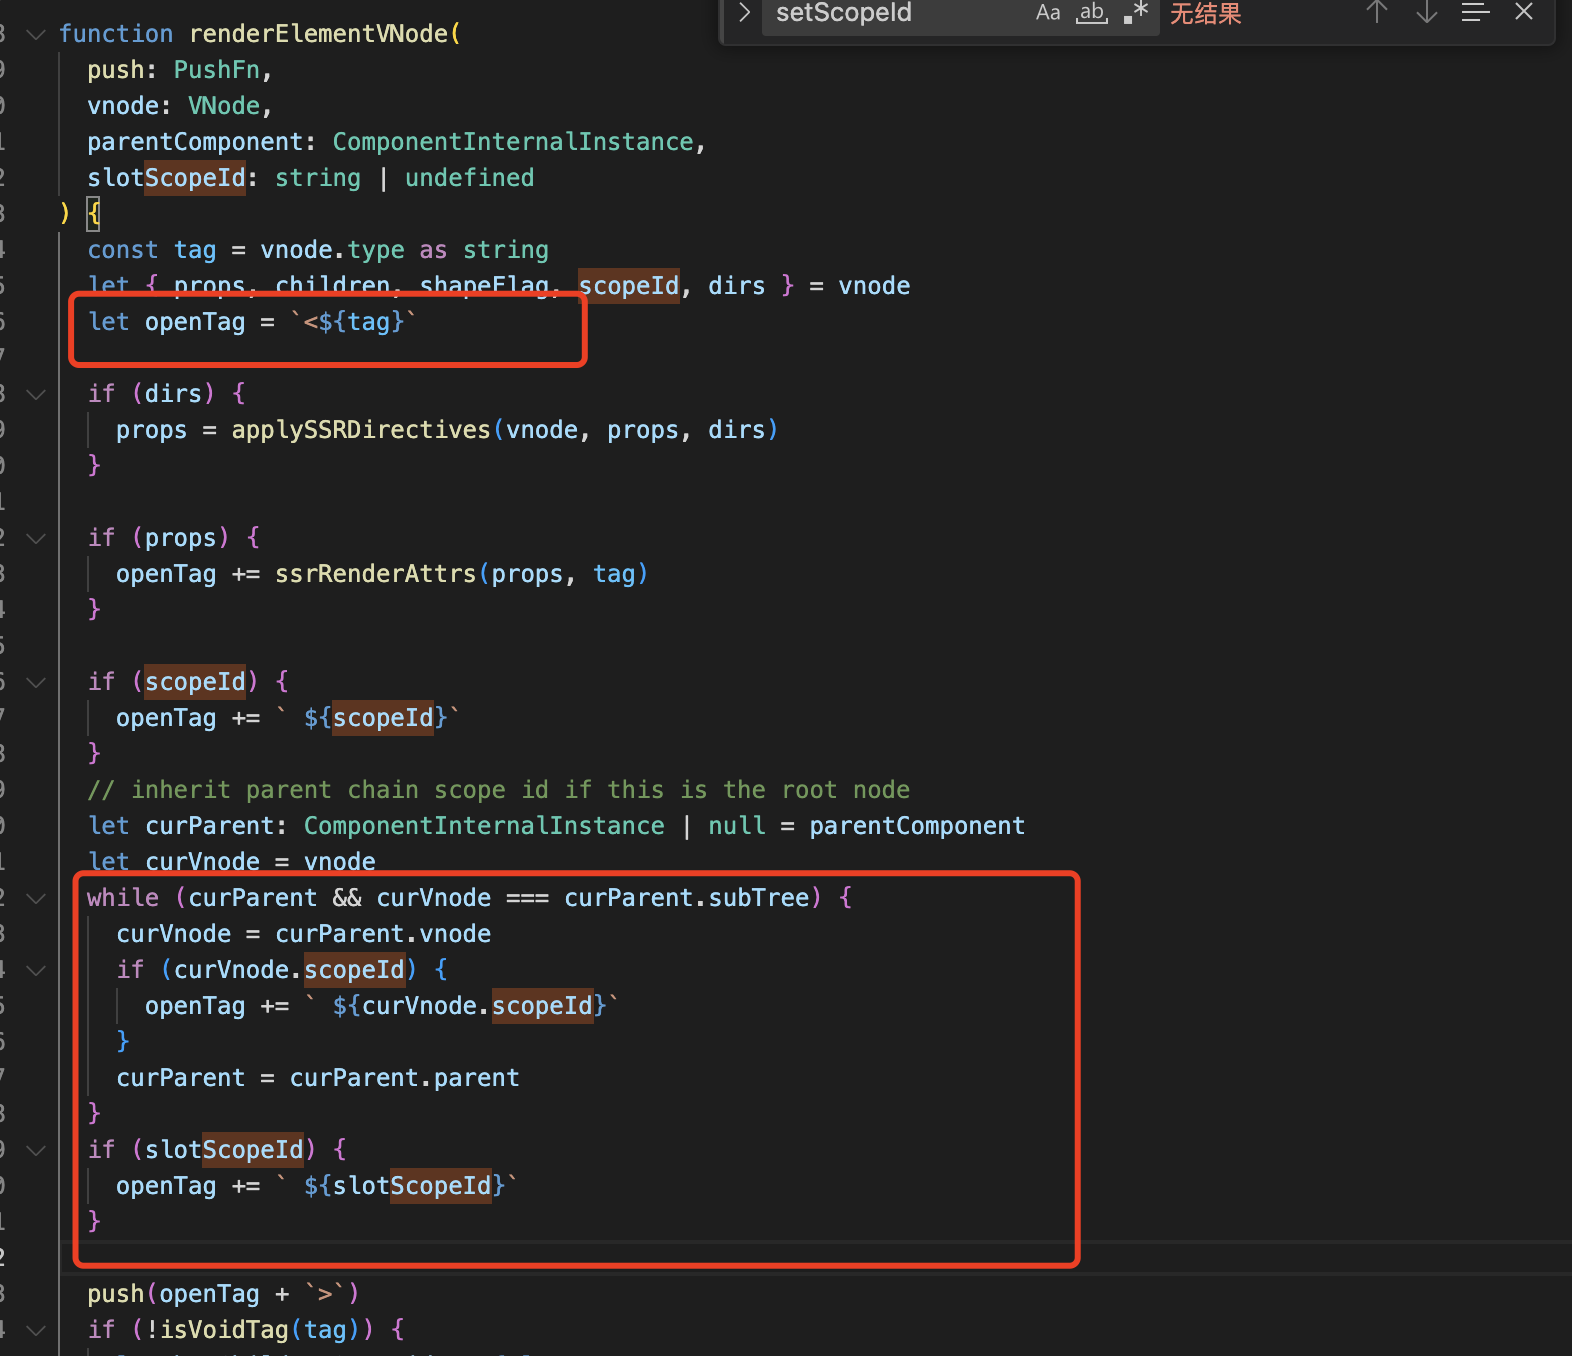 setScopeId Aa ab .* 无结果
function renderElementVNode(
push: PushFn,
vnode: VNode,
parentComponent: ComponentInternalInstance,
slotScopeId: string | undefined
) {
const tag = vnode.type as string
let { props, children, shapeFlag, scopeId, dirs } = vnode
let openTag = `<${tag}`
if (dirs) {
props = applySSRDirectives(vnode, props, dirs)
}
if (props) {
openTag += ssrRenderAttrs(props, tag)
}
if (scopeId) {
openTag += ` ${scopeId}`
}
// inherit parent chain scope id if this is the root node
let curParent: ComponentInternalInstance | null = parentComponent
let curVnode = vnode
while (curParent && curVnode === curParent.subTree) {
curVnode = curParent.vnode
if (curVnode.scopeId) {
openTag += ` ${curVnode.scopeId}`
}
curParent = curParent.parent
}
if (slotScopeId) {
openTag += ` ${slotScopeId}`
}
push(openTag + `>`)
if (!isVoidTag(tag)) {